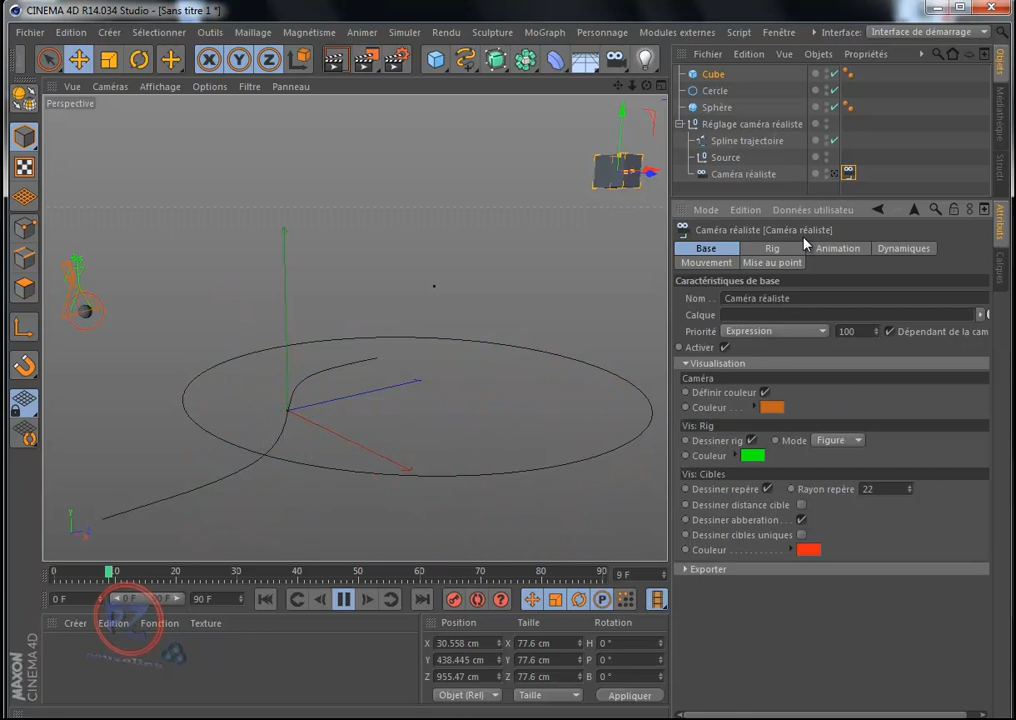 CINEMA 4D R14.034 Studio - [Sans titre 1 *]
Fichier Edition Créer Sélectionner Outils Maillage Magnétisme Animer Simuler Rendu Sculpture MoGraph Personnage Modules externes Script Fenêtre Aide Interface: Interface de démarrage
X Y Z
Fichier Edition Vue Objets Propriétés
Vue Caméras Affichage Options Filtre Panneau
Perspective
Cube
Cercle
Sphère
Réglage caméra réaliste
Spline trajectoire
Source
Caméra réaliste
Objets
Médiathèque
Struct
Mode Edition Données utilisateu
Caméra réaliste [Caméra réaliste]
Base Rig Animation Dynamiques
Mouvement Mise au point
Attributs
Calques
Caractéristiques de base
Nom . . Caméra réaliste
Calque
Priorité Expression 100 Dépendant de la cam
Activer
Visualisation
Caméra
Définir couleur
Couleur . . .
Vis: Rig
Dessiner rig Mode Figure
Couleur
Vis: Cibles
Dessiner repère Rayon repère 22
Dessiner distance cible
Dessiner abberation . . .
Dessiner cibles uniques
Couleur . . . . . . . . . . .
Exporter
Y
0 10 20 30 40 50 60 70 80 90 9 F
0 F 90 F 90 F
P
Créer Edition Fonction Texture
Position Taille Rotation
X 30.558 cm X 77.6 cm H 0 °
Y 438.445 cm Y 77.6 cm P 0 °
Z 955.47 cm Z 77.6 cm B 0 °
Objet (Rel) Taille Appliquer
MAXON
CINEMA 4D